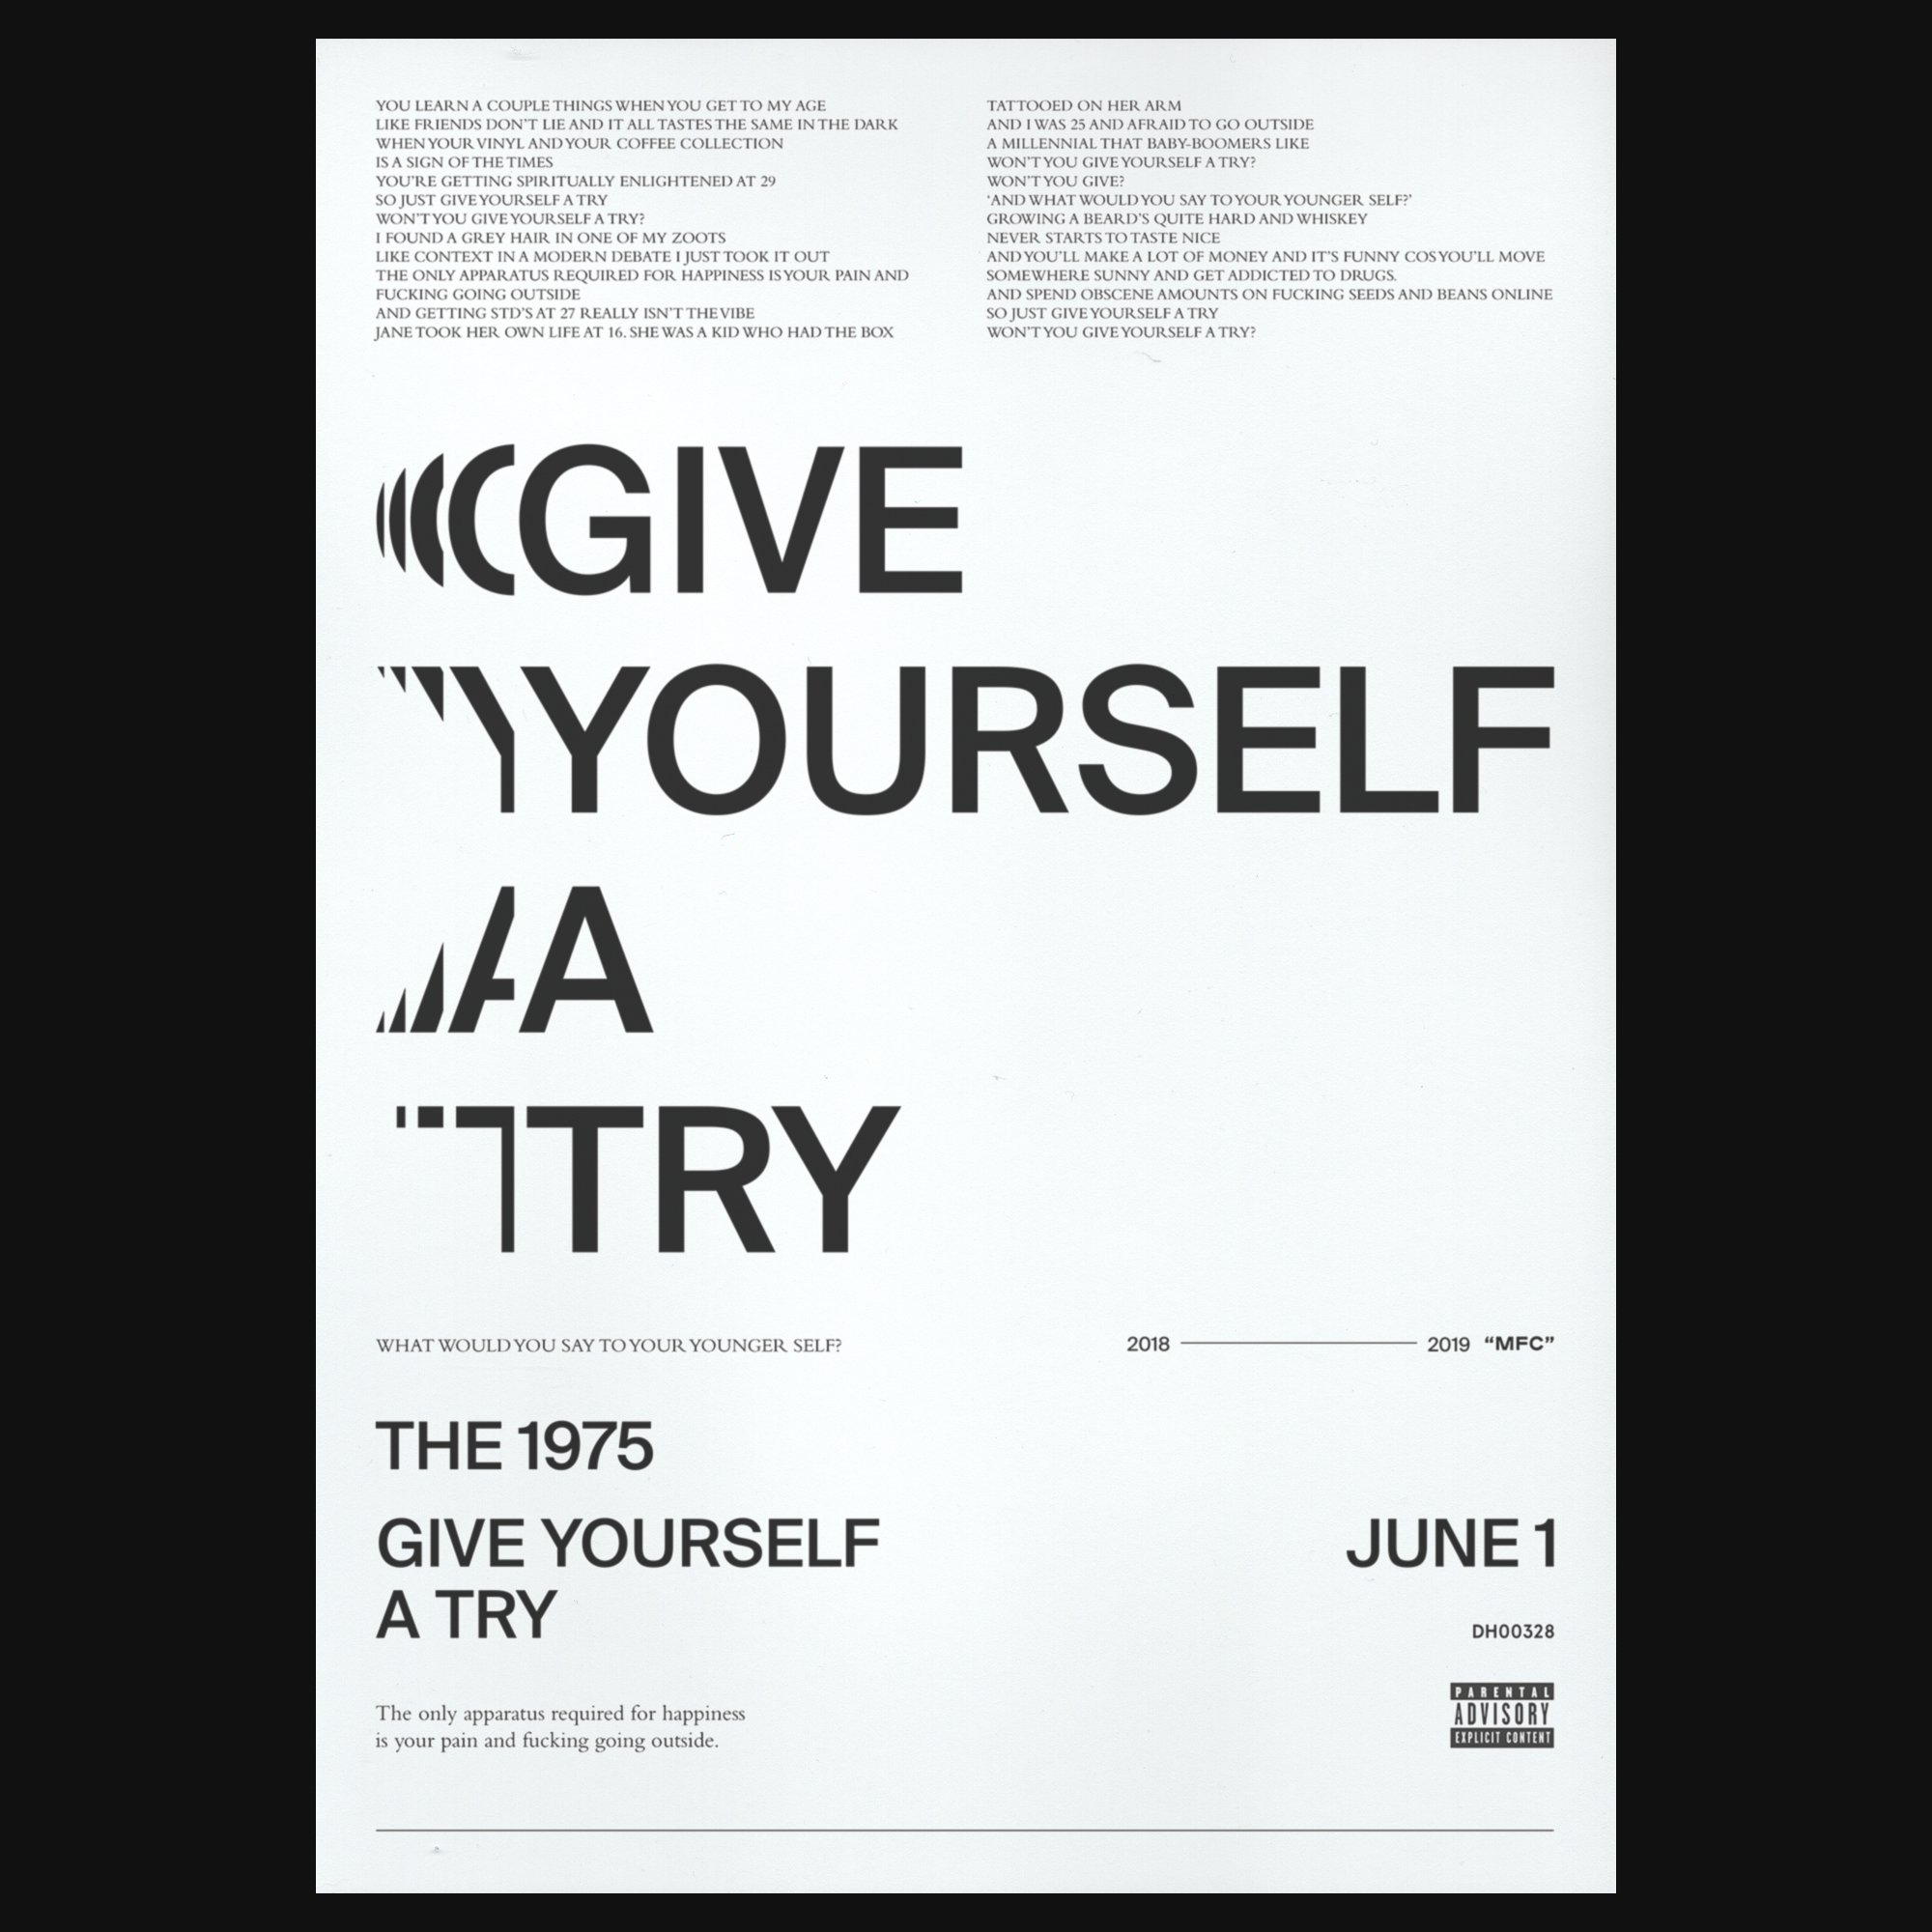 YOU LEARN A COUPLE THINGS WHEN YOU GET TO MY AGE
LIKE FRIENDS DON'T LIE AND IT ALL TASTES THE SAME IN THE DARK
WHEN YOUR VINYL AND YOUR COFFEE COLLECTION
IS A SIGN OF THE TIMES
YOU'RE GETTING SPIRITUALLY ENLIGHTENED AT 29
SO JUST GIVE YOURSELF A TRY
WON'T YOU GIVE YOURSELF A TRY?
I FOUND A GREY HAIR IN ONE OF MY ZOOTS
LIKE CONTEXT IN A MODERN DEBATE I JUST TOOK IT OUT
THE ONLY APPARATUS REQUIRED FOR HAPPINESS IS YOUR PAIN AND
FUCKING GOING OUTSIDE
AND GETTING STD'S AT 27 REALLY ISN'T THE VIBE
JANE TOOK HER OWN LIFE AT 16. SHE WAS A KID WHO HAD THE BOX
TATTOOED ON HER ARM
AND I WAS 25 AND AFRAID TO GO OUTSIDE
A MILLENNIAL THAT BABY-BOOMERS LIKE
WON'T YOU GIVE YOURSELF A TRY?
WON'T YOU GIVE?
'AND WHAT WOULD YOU SAY TO YOUR YOUNGER SELF?'
GROWING A BEARD'S QUITE HARD AND WHISKEY
NEVER STARTS TO TASTE NICE
AND YOU'LL MAKE A LOT OF MONEY AND IT'S FUNNY COS YOU'LL MOVE
SOMEWHERE SUNNY AND GET ADDICTED TO DRUGS.
AND SPEND OBSCENE AMOUNTS ON FUCKING SEEDS AND BEANS ONLINE
SO JUST GIVE YOURSELF A TRY
WON'T YOU GIVE YOURSELF A TRY?
GIVE
YOURSELF
A
TRY
WHAT WOULD YOU SAY TO YOUR YOUNGER SELF?
2018 2019 "MFC"
THE 1975
GIVE YOURSELF
A TRY
JUNE 1
DH00328
The only apparatus required for happiness
is your pain and fucking going outside.
PARENTAL
ADVISORY
EXPLICIT CONTENT